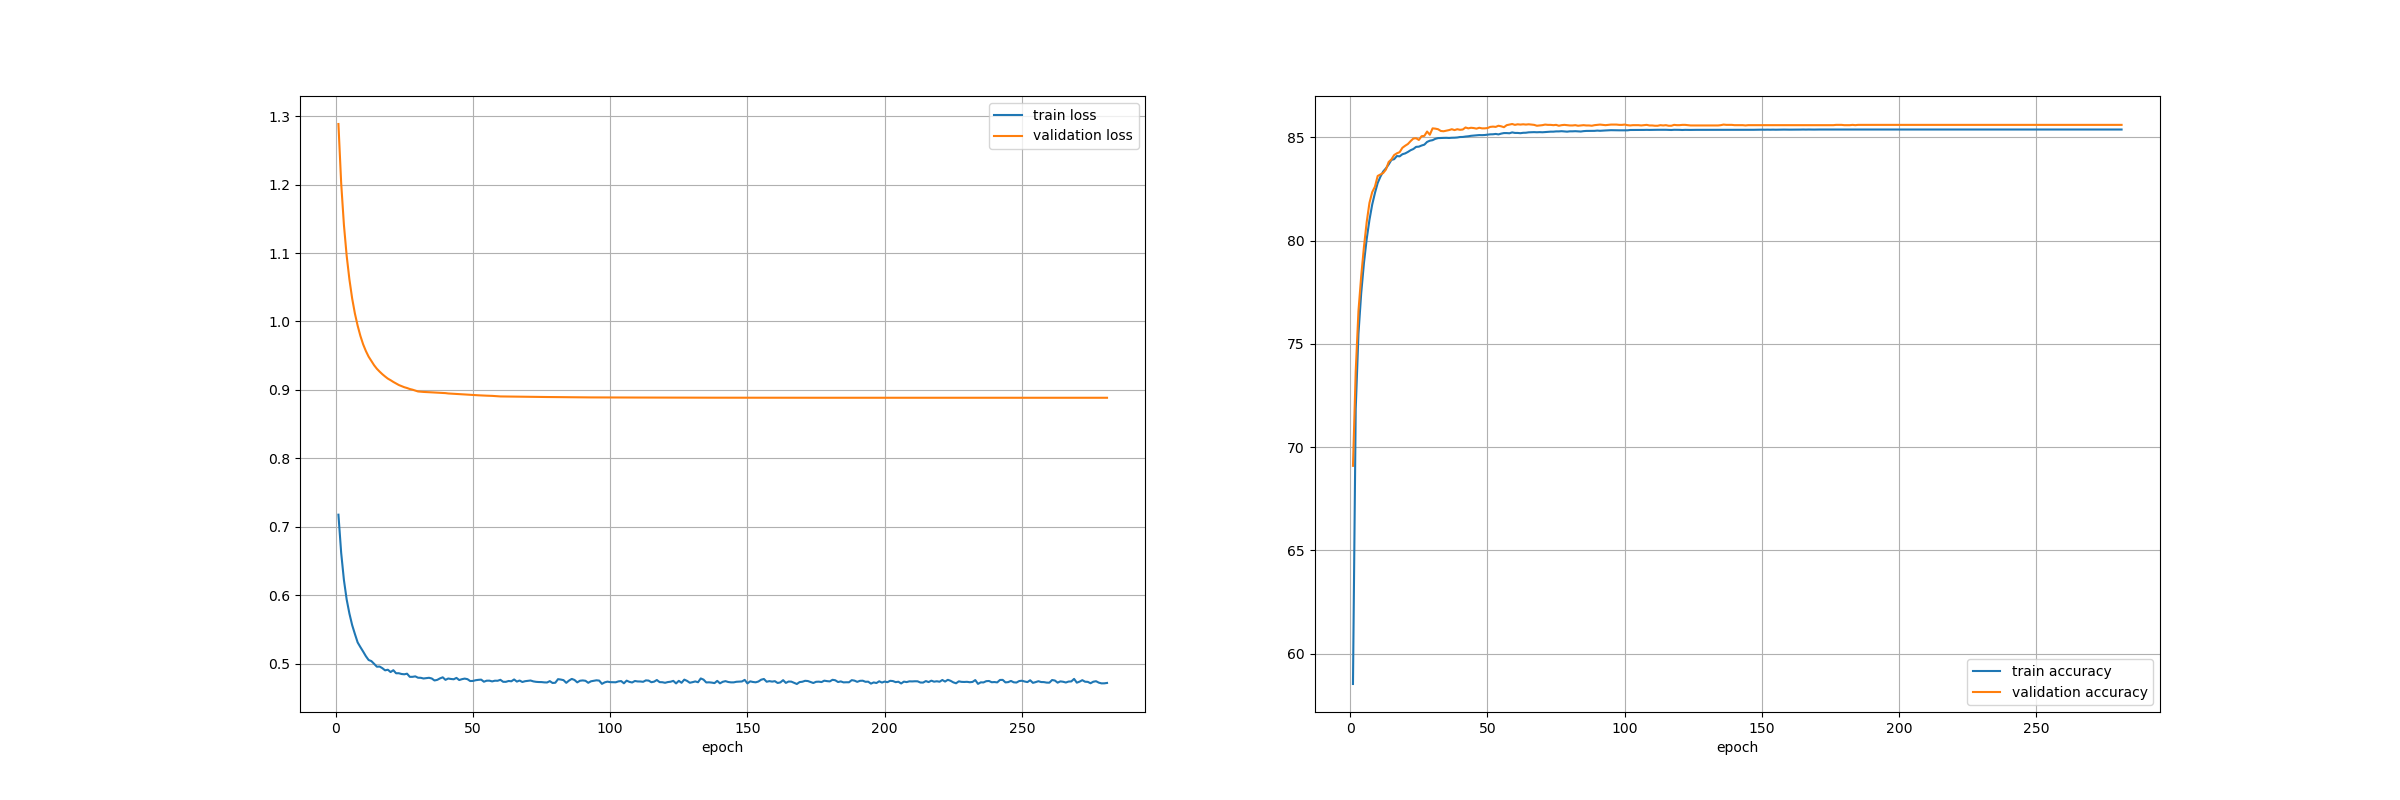 train loss
validation loss
1.3
1.2
1.1
1.0
0.9
0.8
0.7
0.6
0.5
0 50 100 150 200 250
epoch
85
80
75
70
65
60
train accuracy
validation accuracy
0 50 100 150 200 250
epoch